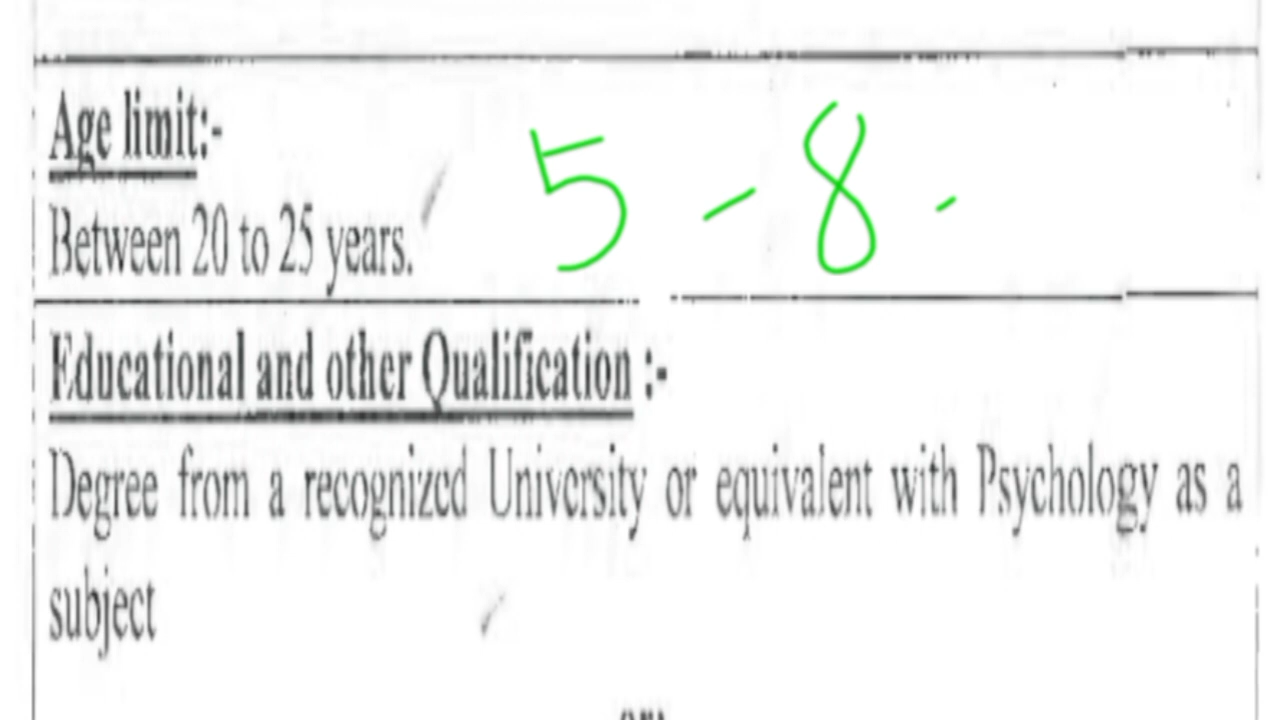 Age limit:-
5 - 8 -
Between 20 to 25 years.
Educational and other Qualification :-
Degree from a recognized University or equivalent with Psychology as a
subject